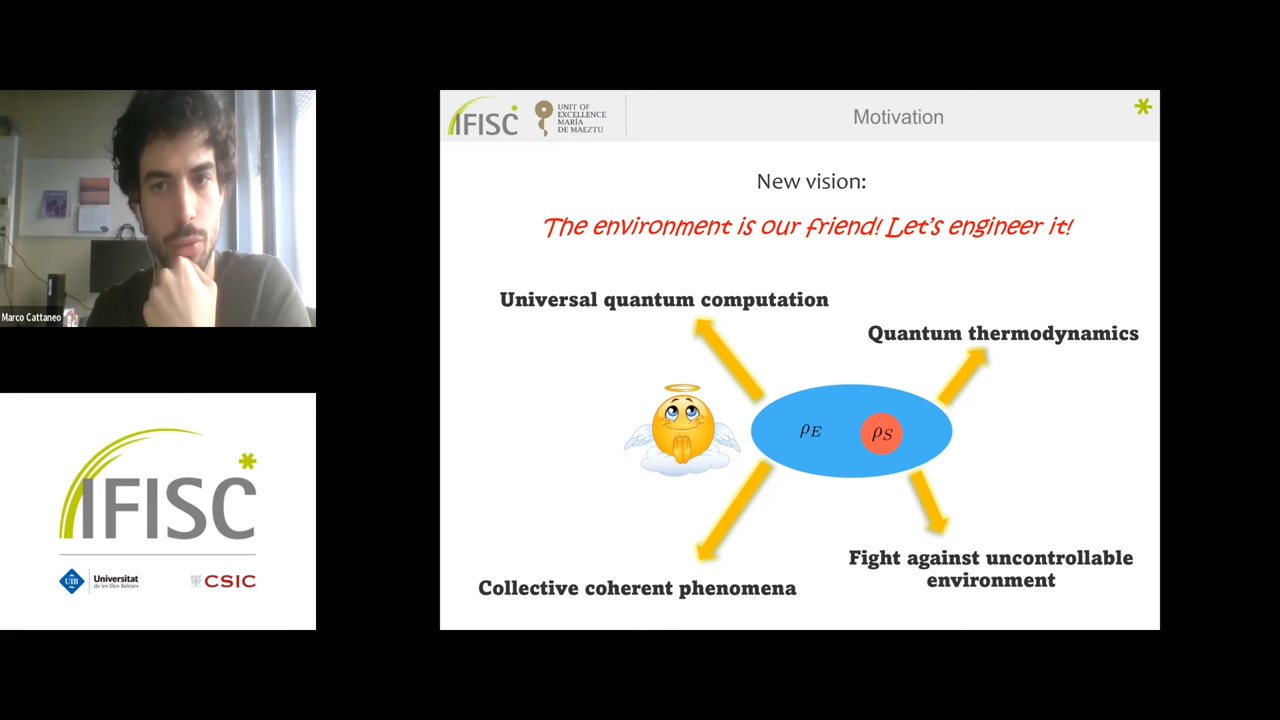 Marco Cattaneo
IFISC
UIB
Universitat
de les Illes Balears
CSIC
IFISC
UNIT OF
EXCELLENCE
MARÍA
DE MAEZTU
Motivation
New vision:
The environment is our friend! Let's engineer it!
Universal quantum computation
Quantum thermodynamics
ρE
ρS
Fight against uncontrollable
environment
Collective coherent phenomena